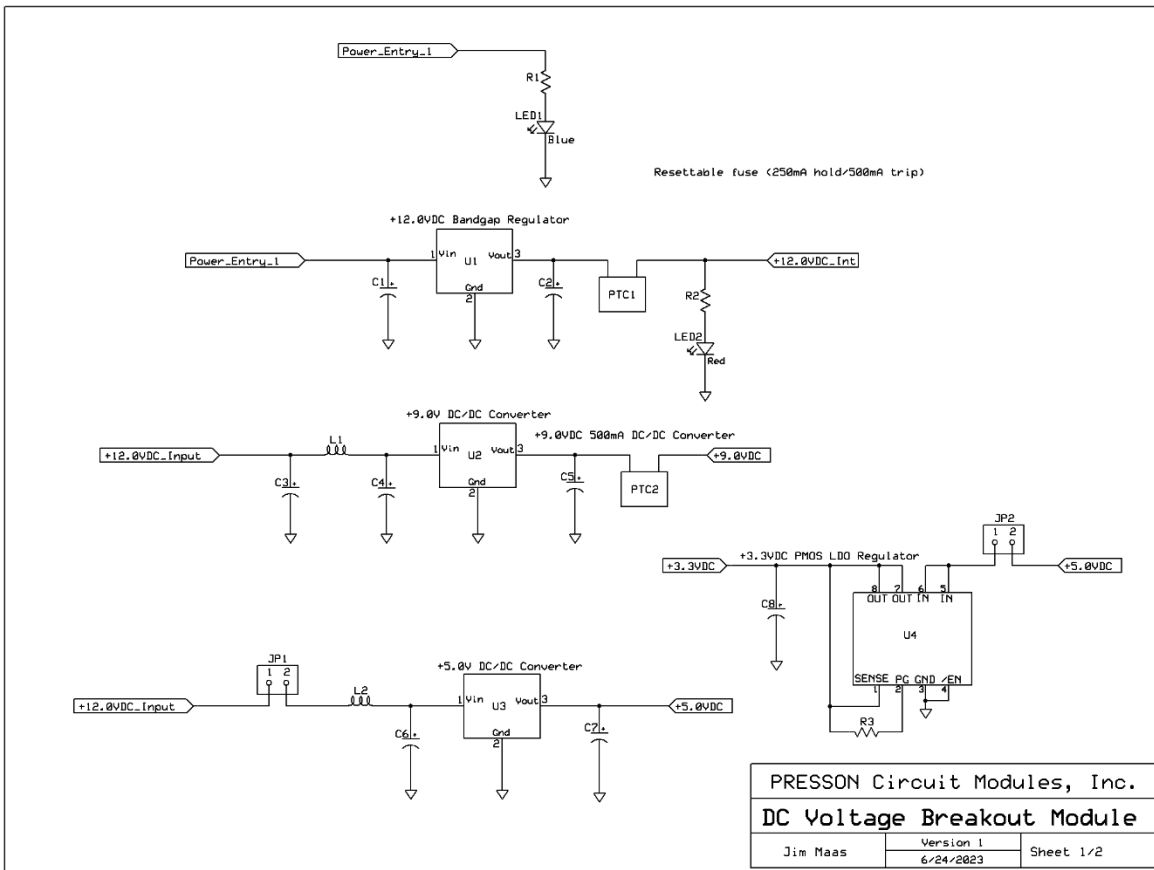 Power_Entry_1
R1
LED1
Blue
Resettable fuse (250mA hold/500mA trip)
+12.0VDC Bandgap Regulator
Power_Entry_1
1 Vin U1 Vout 3
Gnd
2
C1 +
C2 +
PTC1
+12.0VDC_Int
R2
LED2
Red
+9.0V DC/DC Converter
+9.0VDC 500mA DC/DC Converter
+12.0VDC_Input
L1
1 Vin U2 Vout 3
Gnd
2
C3 +
C4 +
C5 +
PTC2
+9.0VDC
JP2
1 2
+3.3VDC PMOS LDO Regulator
+3.3VDC
+5.0VDC
C8 +
8 7 6 5
OUT OUT IN IN
U4
SENSE PG GND /EN
1 2 3 4
R3
JP1
1 2
+5.0V DC/DC Converter
+12.0VDC_Input
L2
1 Vin U3 Vout 3
Gnd
2
C6 +
C7 +
+5.0VDC
PRESSON Circuit Modules, Inc.
DC Voltage Breakout Module
Jim Maas
Version 1
6/24/2023
Sheet 1/2